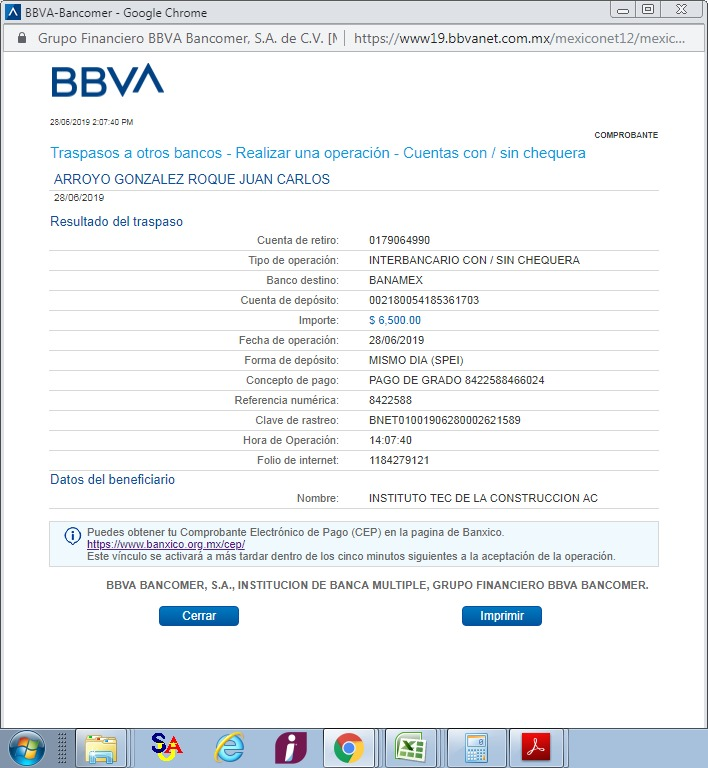 BBVA-Bancomer - Google Chrome
Grupo Financiero BBVA Bancomer, S.A. de C.V. [M https://www19.bbvanet.com.mx/mexiconet12/mexic...
BBVA
28/06/2019 2:07:40 PM
COMPROBANTE
Traspasos a otros bancos - Realizar una operación - Cuentas con / sin chequera
ARROYO GONZALEZ ROQUE JUAN CARLOS
28/06/2019
Resultado del traspaso
Cuenta de retiro: 0179064990
Tipo de operación: INTERBANCARIO CON / SIN CHEQUERA
Banco destino: BANAMEX
Cuenta de depósito: 002180054185361703
Importe: $ 6,500.00
Fecha de operación: 28/06/2019
Forma de depósito: MISMO DIA (SPEI)
Concepto de pago: PAGO DE GRADO 8422588466024
Referencia numérica: 8422588
Clave de rastreo: BNET01001906280002621589
Hora de Operación: 14:07:40
Folio de internet: 1184279121
Datos del beneficiario
Nombre: INSTITUTO TEC DE LA CONSTRUCCION AC
Puedes obtener tu Comprobante Electrónico de Pago (CEP) en la pagina de Banxico.
https://www.banxico.org.mx/cep/
Este vínculo se activará a más tardar dentro de los cinco minutos siguientes a la aceptación de la operación.
BBVA BANCOMER, S.A., INSTITUCION DE BANCA MULTIPLE, GRUPO FINANCIERO BBVA BANCOMER.
Cerrar Imprimir